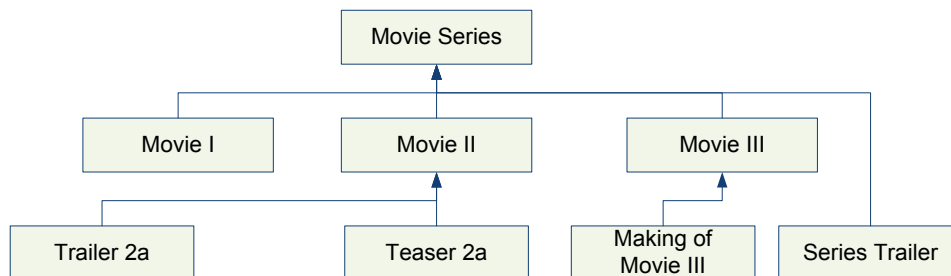 Movie Series
Movie I
Movie II
Movie III
Trailer 2a
Teaser 2a
Making of
Movie III
Series Trailer